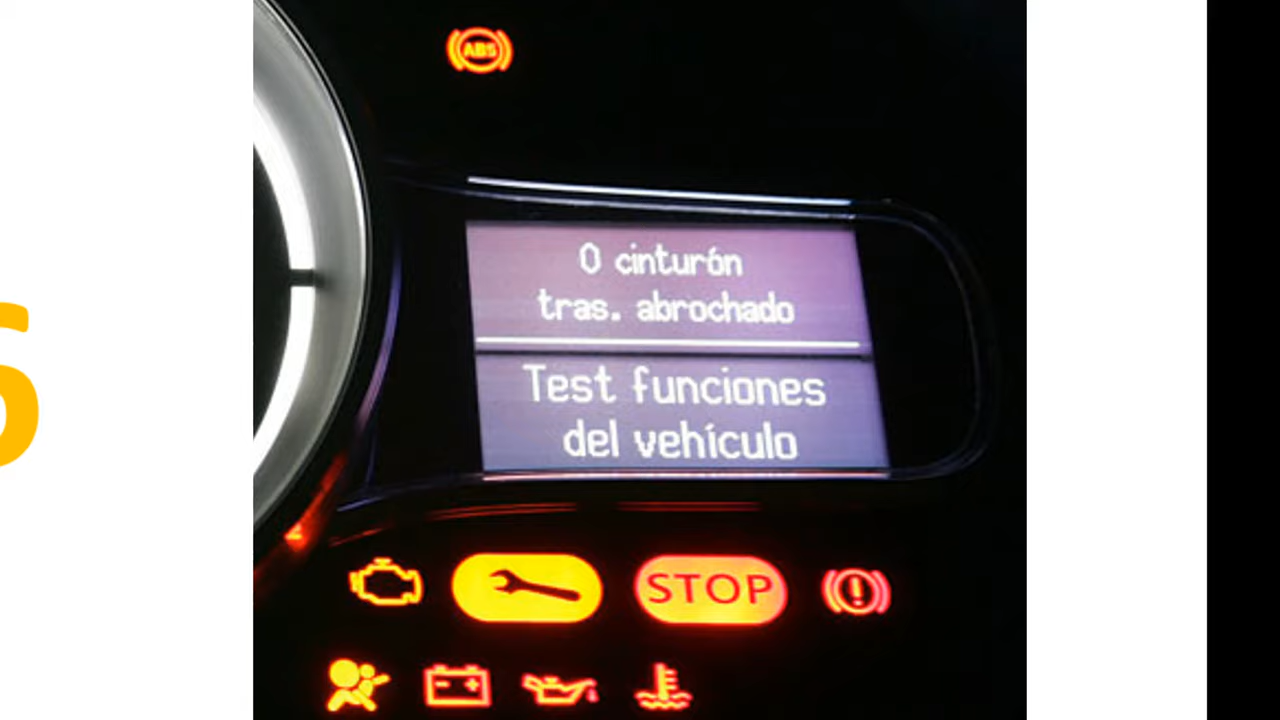 ABS
0 cinturón
tras. abrochado
Test funciones
del vehículo
STOP